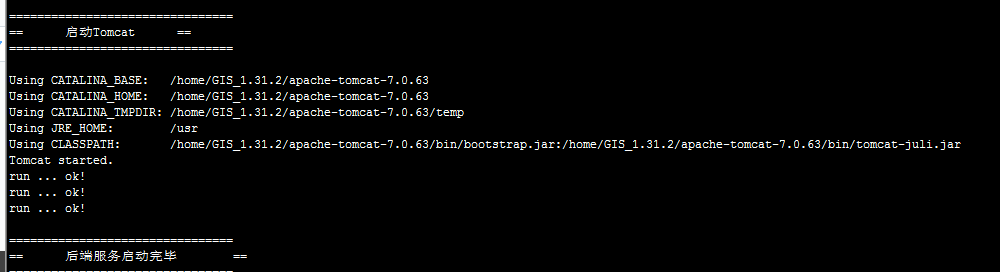 ================================
==      启动Tomcat      ==
================================
Using CATALINA_BASE:   /home/GIS_1.31.2/apache-tomcat-7.0.63
Using CATALINA_HOME:   /home/GIS_1.31.2/apache-tomcat-7.0.63
Using CATALINA_TMPDIR: /home/GIS_1.31.2/apache-tomcat-7.0.63/temp
Using JRE_HOME:        /usr
Using CLASSPATH:       /home/GIS_1.31.2/apache-tomcat-7.0.63/bin/bootstrap.jar:/home/GIS_1.31.2/apache-tomcat-7.0.63/bin/tomcat-juli.jar
Tomcat started.
run ... ok!
run ... ok!
run ... ok!
================================
==      后端服务启动完毕        ==
================================